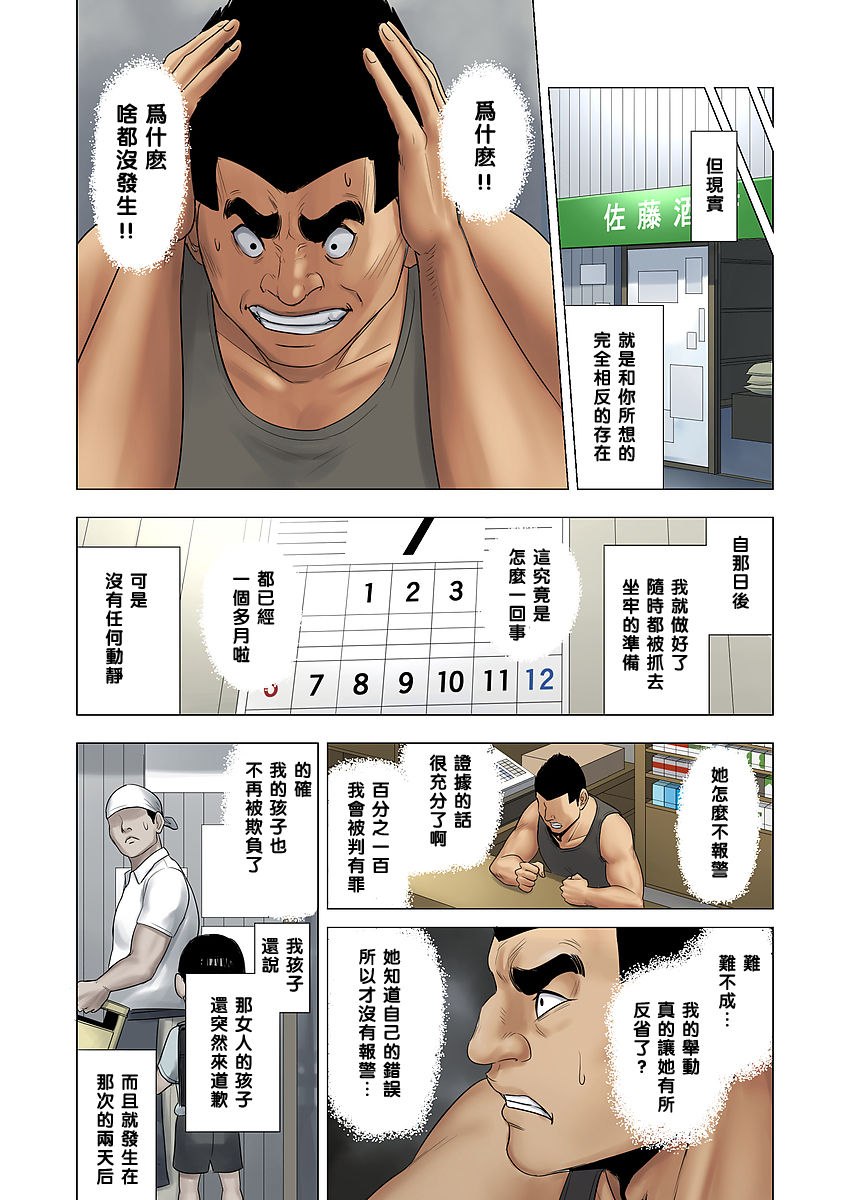 但現實
佐藤酒
就是和你所想的
完全相反的存在
爲什麽!!
爲什麽
啥都沒發生!!
自那日後
我就做好了
隨時都被抓去
坐牢的準備
這究竟是
怎麼一回事
都已經
一個多月啦
可是
沒有任何動靜
1 2 3
7 8 9 10 11 12
她怎麼不報警
證據的話
很充分了啊
百分之一百
我會被判有罪
難
難不成…
我的舉動
真的讓她有所
反省了?
她知道自己的錯誤
所以才沒有報警…
的確
我的孩子也
不再被欺負了
我孩子
還說
那女人的孩子
還突然來道歉
而且就發生在
那次的兩天后